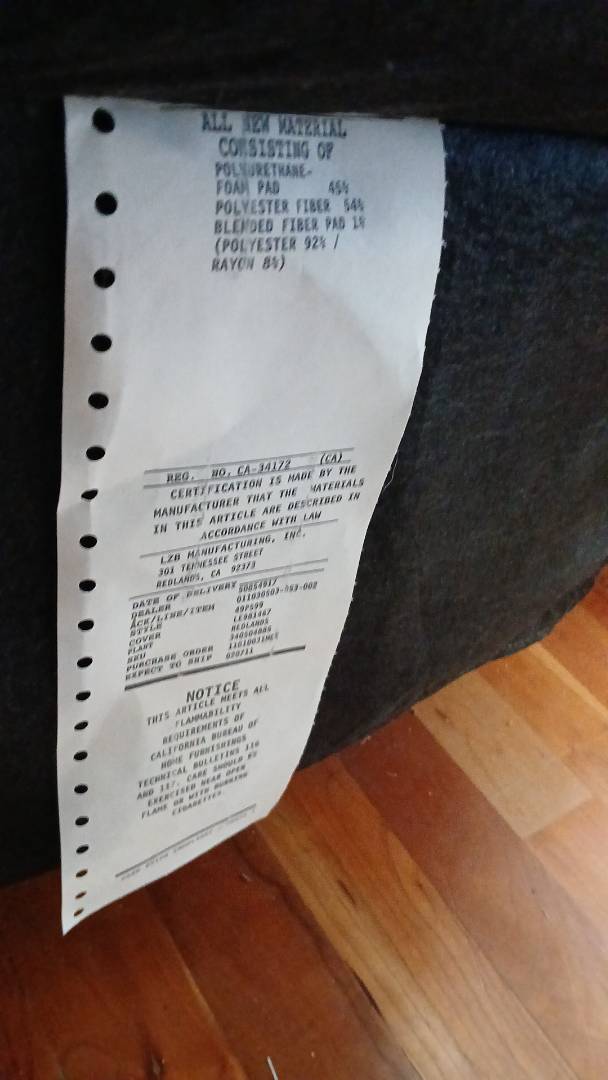 ALL NEW MATERIAL
CONSISTING OF
POLYURETHANE-
FOAM PAD 45%
POLYESTER FIBER 54%
BLENDED FIBER PAD 1%
(POLYESTER 92% /
RAYON 8%)
REG. NO. CA-34172 (CA)
CERTIFICATION IS MADE BY THE
MANUFACTURER THAT THE MATERIALS
IN THIS ARTICLE ARE DESCRIBED IN
ACCORDANCE WITH LAW
LZB MANUFACTURING, INC.
301 TENNESSEE STREET
REDLANDS, CA 92373
DATE OF DELIVERY
DEALER 50854917
ACK/LINE/ITEM
STYLE 49P599
COVER LE981467
PLANT REDLANDS
SKU
PURCHASE ORDER
EXPECT TO SHIP 020711
NOTICE
THIS ARTICLE MEETS ALL
FLAMMABILITY
REQUIREMENTS OF
CALIFORNIA BUREAU OF
HOME FURNISHINGS
TECHNICAL BULLETINS 116
AND 117. CARE SHOULD BE
EXERCISED NEAR OPEN
FLAME OR WITH BURNING
CIGARETTES.